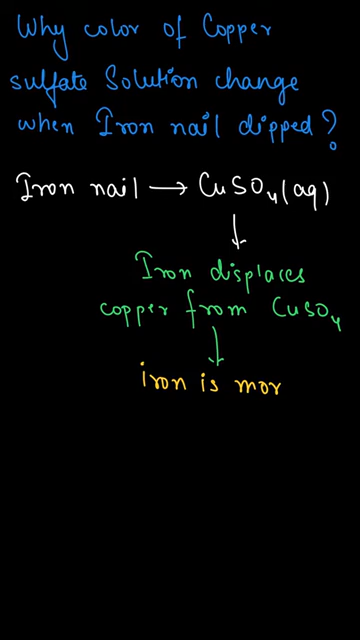 Why color of Copper
sulfate Solution change
when Iron nail dipped?
Iron nail → CuSO₄(aq)
↓
Iron displaces
copper from CuSO₄
↓
iron is mor